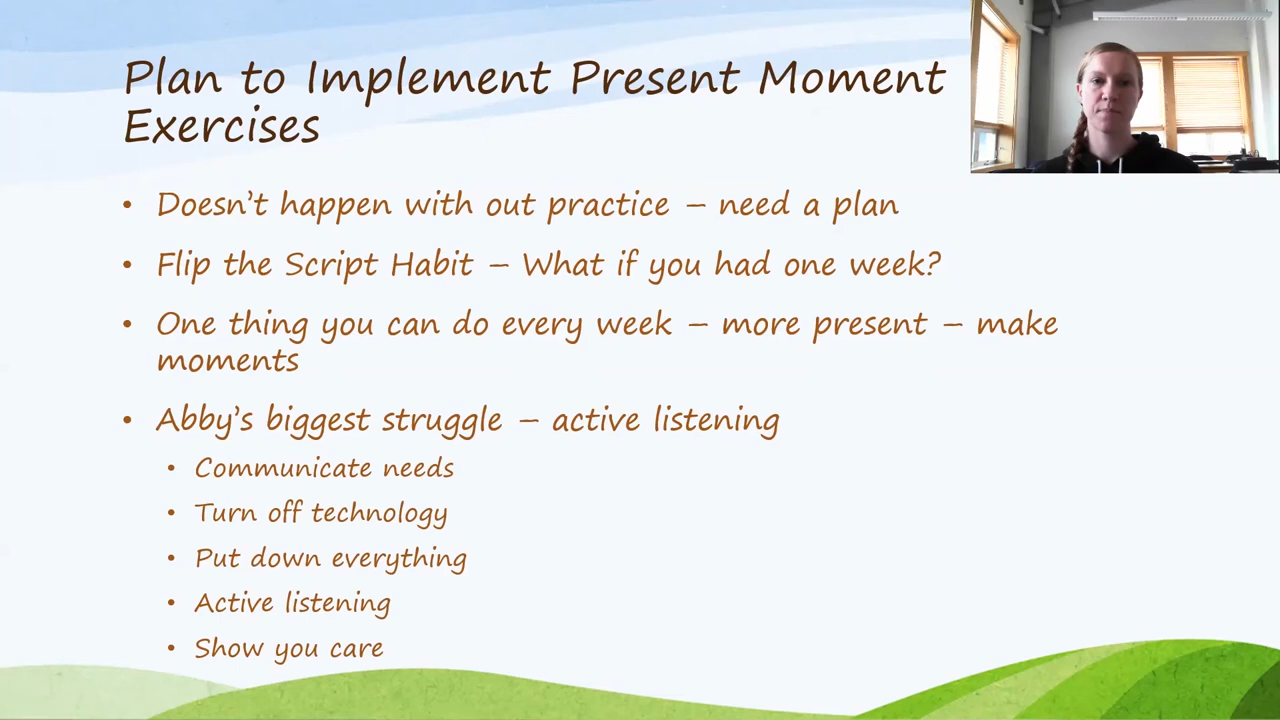 Plan to Implement Present Moment
Exercises
• Doesn't happen with out practice – need a plan
• Flip the Script Habit – What if you had one week?
• One thing you can do every week – more present – make
moments
• Abby's biggest struggle – active listening
• Communicate needs
• Turn off technology
• Put down everything
• Active listening
• Show you care